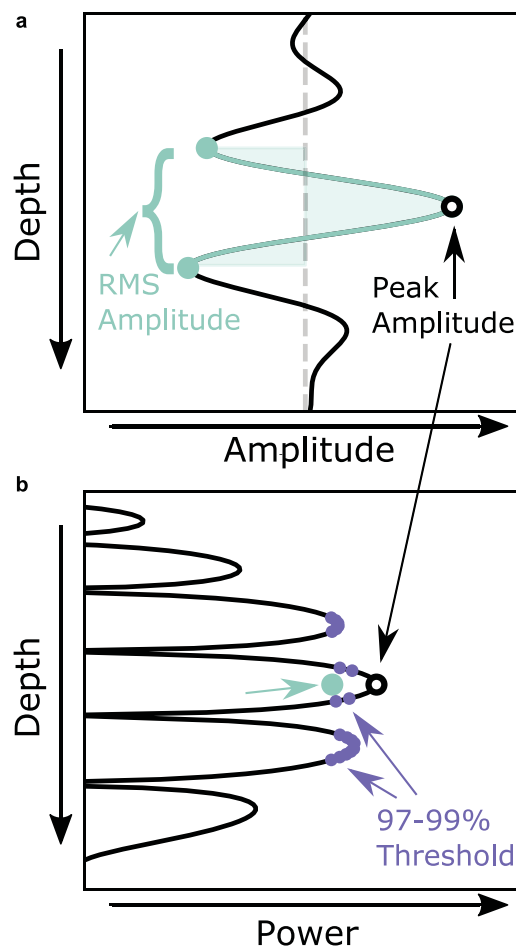 a
Depth
RMS
Amplitude
Peak
Amplitude
Amplitude
b
Depth
97-99%
Threshold
Power